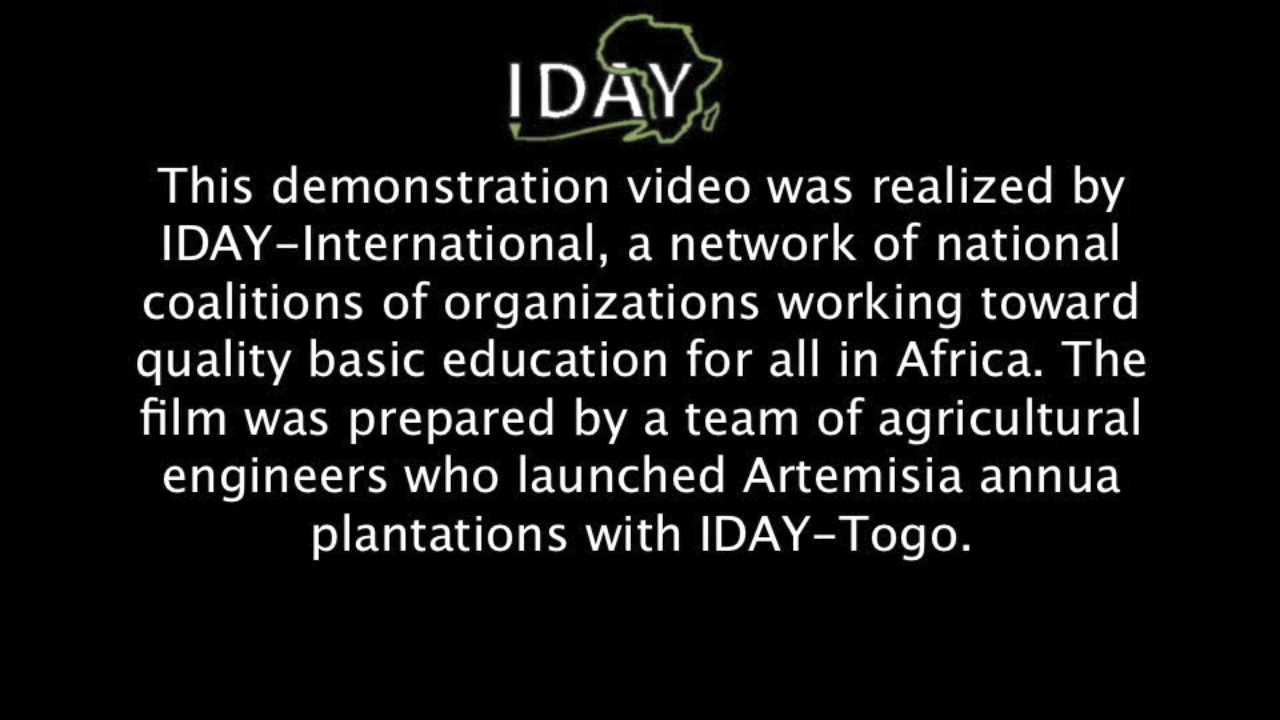 IDAY
This demonstration video was realized by
IDAY–International, a network of national
coalitions of organizations working toward
quality basic education for all in Africa. The
film was prepared by a team of agricultural
engineers who launched Artemisia annua
plantations with IDAY–Togo.